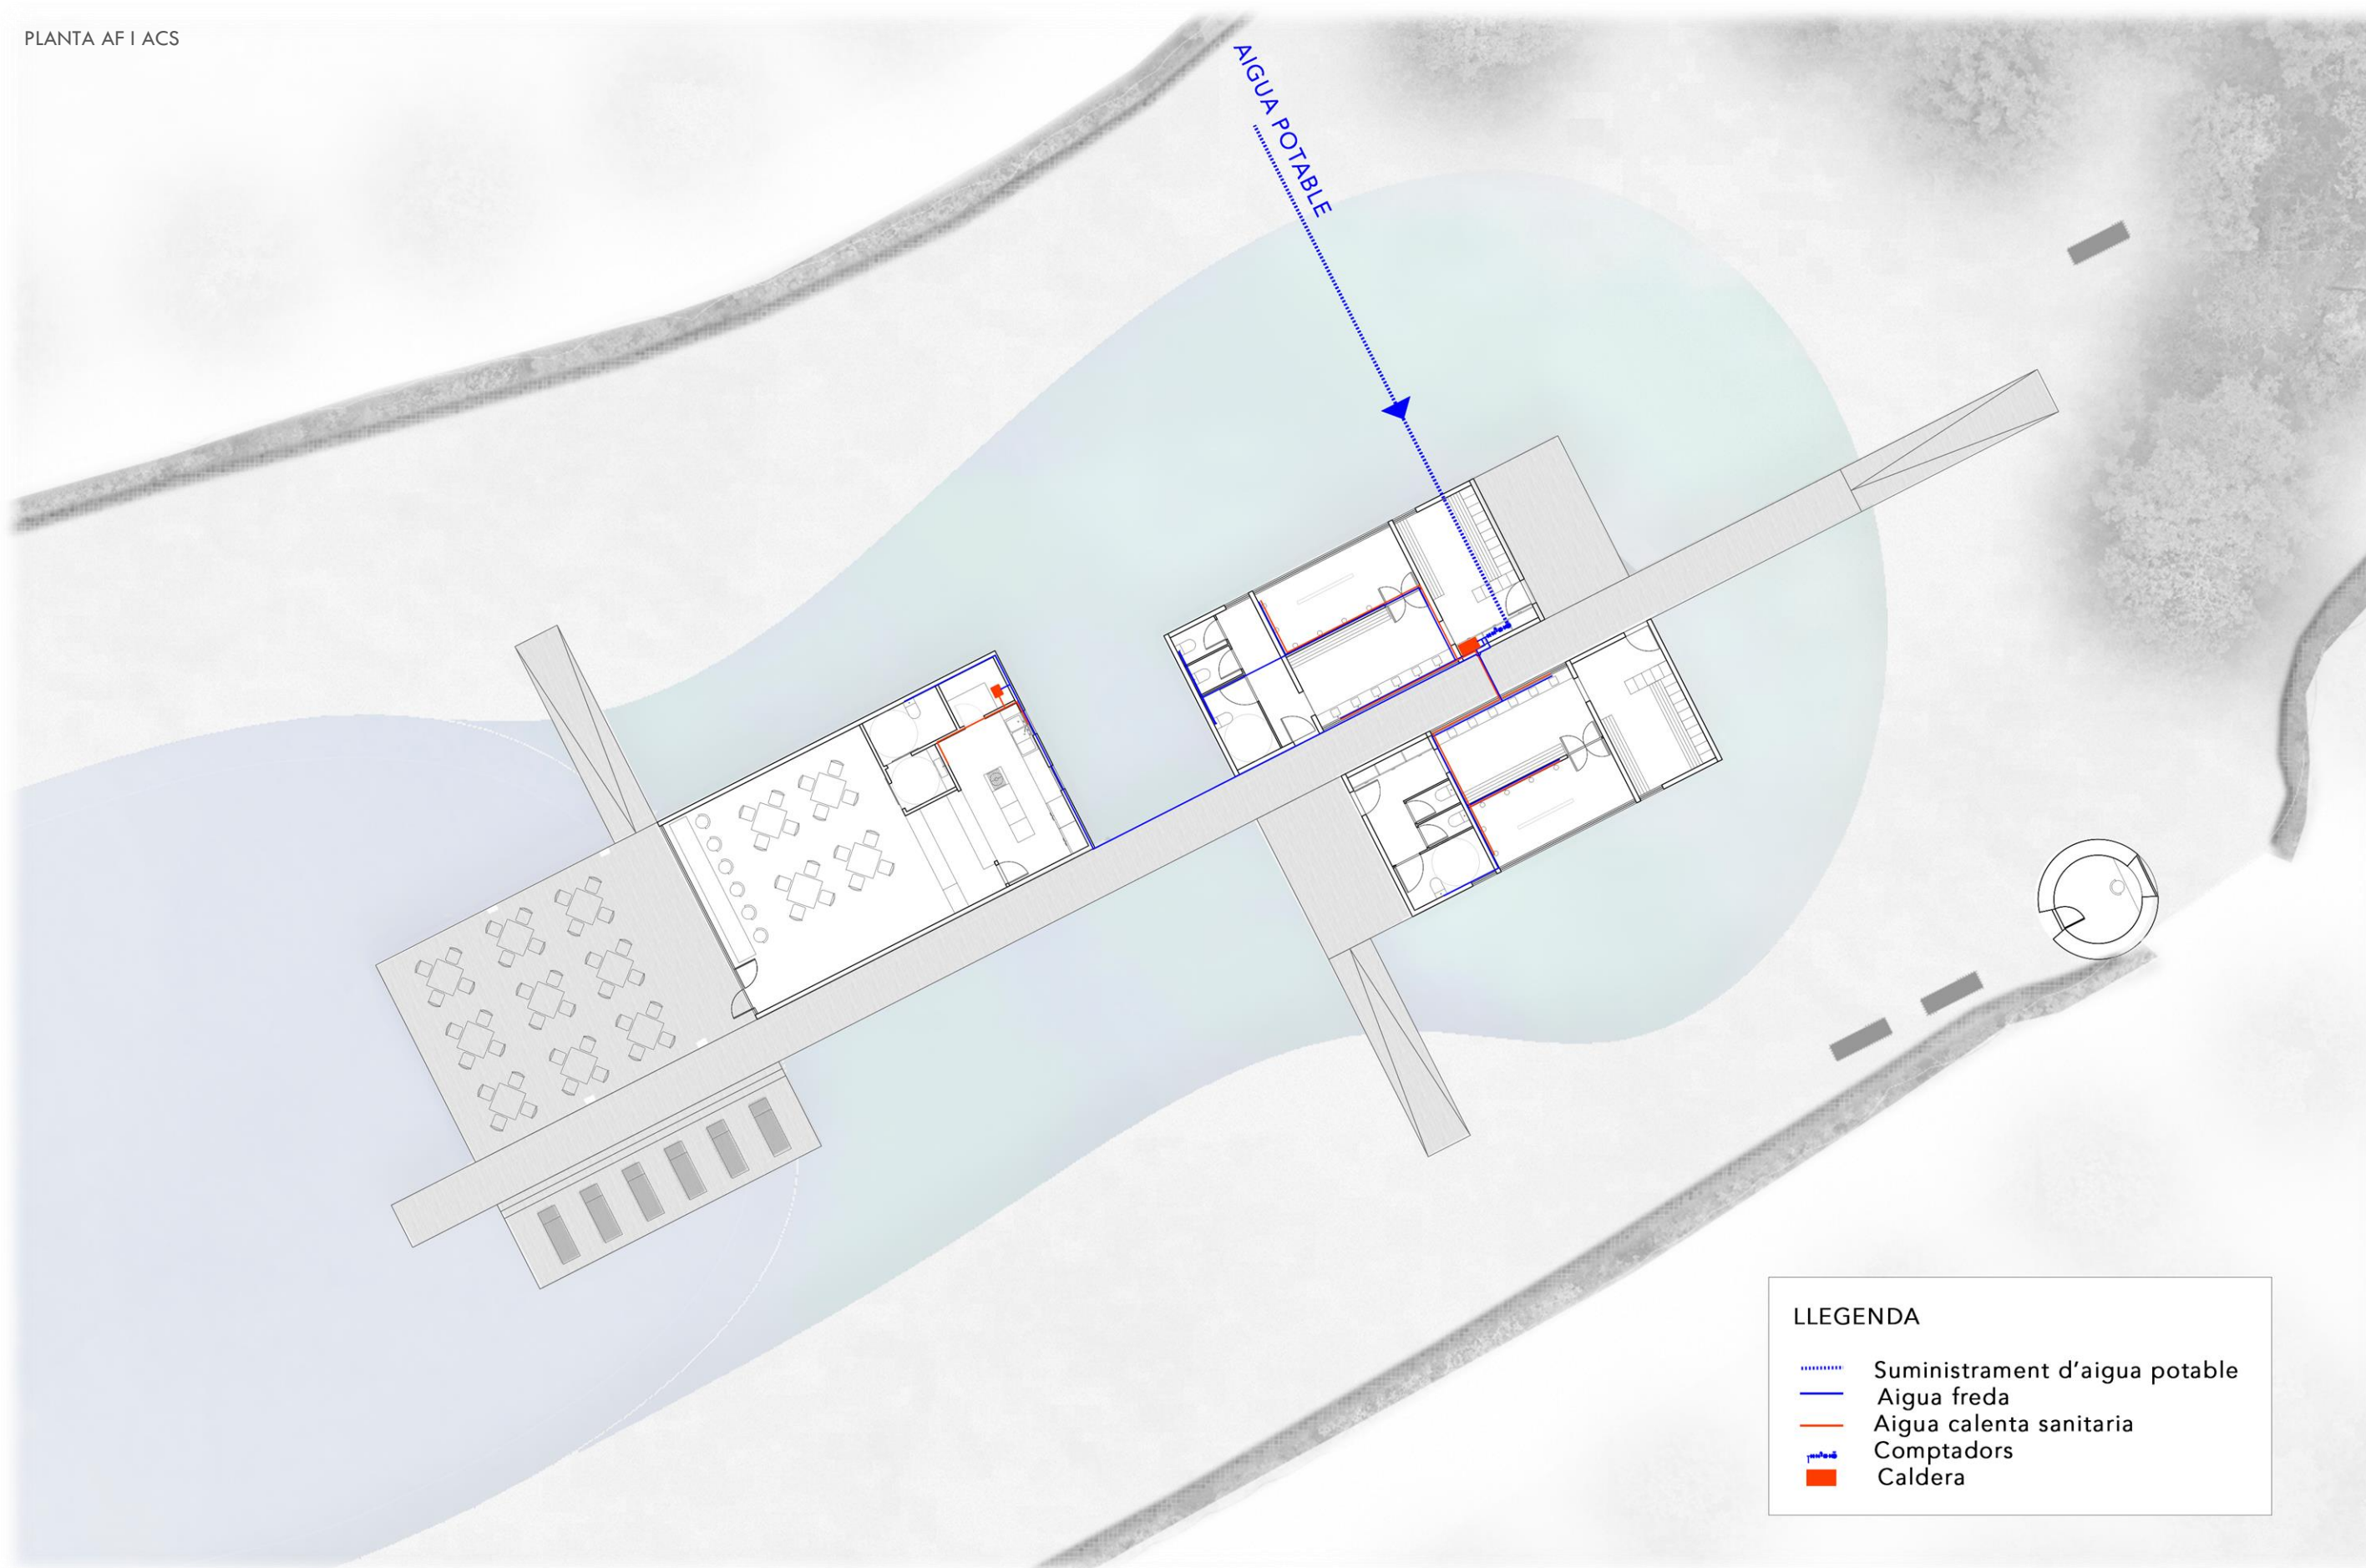 PLANTA AF I ACS
AIGUA POTABLE
LLEGENDA
Suministrament d'aigua potable
Aigua freda
Aigua calenta sanitaria
Comptadors
Caldera